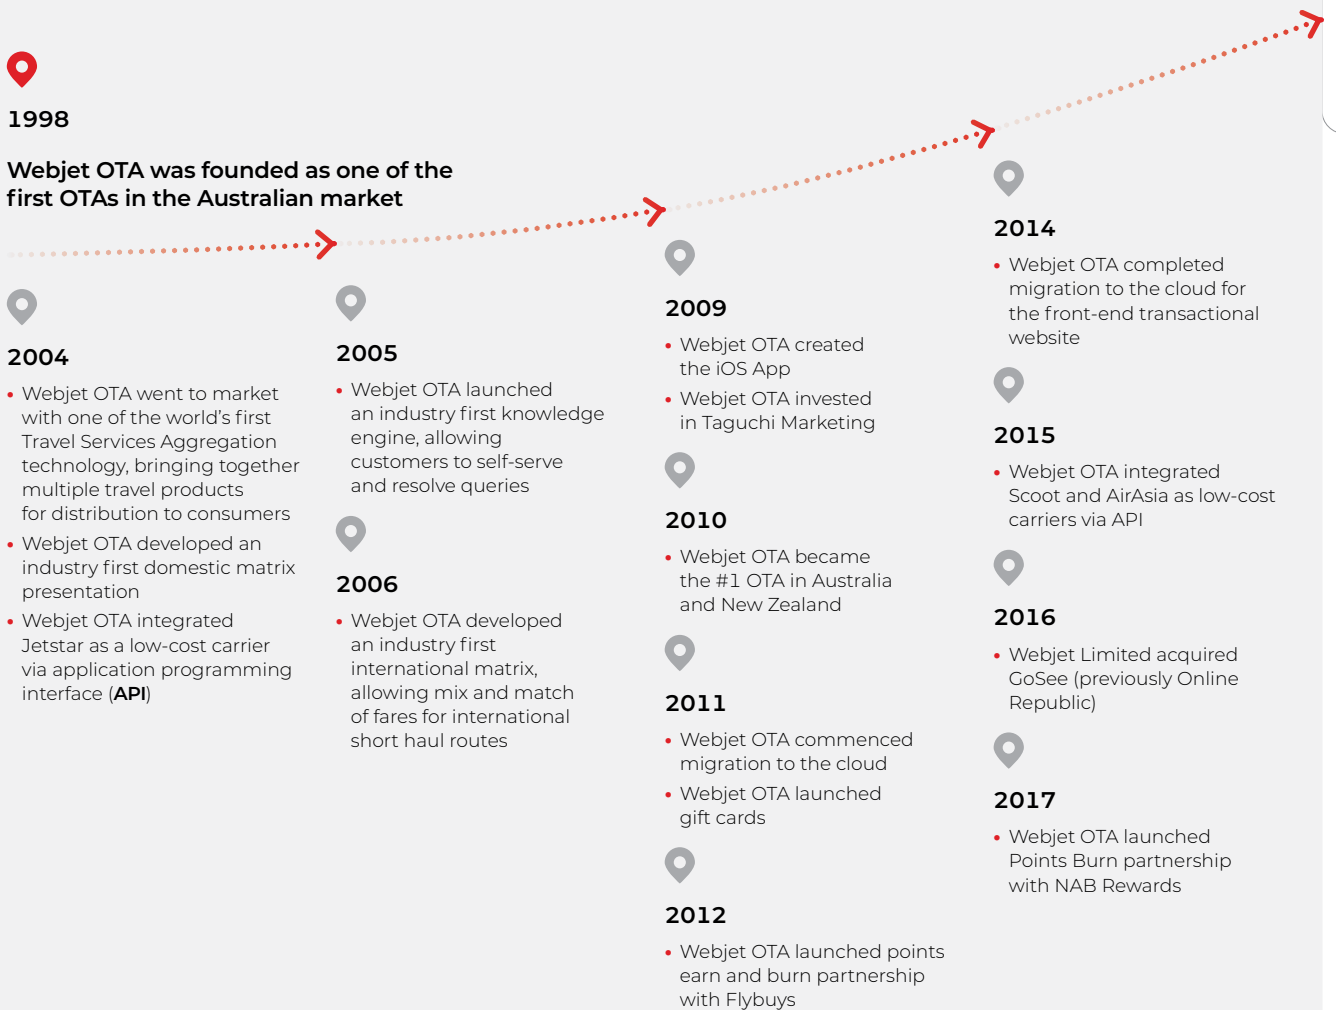 1998
Webjet OTA was founded as one of the
first OTAs in the Australian market
2004
• Webjet OTA went to market
with one of the world's first
Travel Services Aggregation
technology, bringing together
multiple travel products
for distribution to consumers
• Webjet OTA developed an
industry first domestic matrix
presentation
• Webjet OTA integrated
Jetstar as a low-cost carrier
via application programming
interface (API)
2005
• Webjet OTA launched
an industry first knowledge
engine, allowing
customers to self-serve
and resolve queries
2006
• Webjet OTA developed
an industry first
international matrix,
allowing mix and match
of fares for international
short haul routes
2009
• Webjet OTA created
the iOS App
• Webjet OTA invested
in Taguchi Marketing
2010
• Webjet OTA became
the #1 OTA in Australia
and New Zealand
2011
• Webjet OTA commenced
migration to the cloud
• Webjet OTA launched
gift cards
2012
• Webjet OTA launched points
earn and burn partnership
with Flybuys
2014
• Webjet OTA completed
migration to the cloud for
the front-end transactional
website
2015
• Webjet OTA integrated
Scoot and AirAsia as low-cost
carriers via API
2016
• Webjet Limited acquired
GoSee (previously Online
Republic)
2017
• Webjet OTA launched
Points Burn partnership
with NAB Rewards